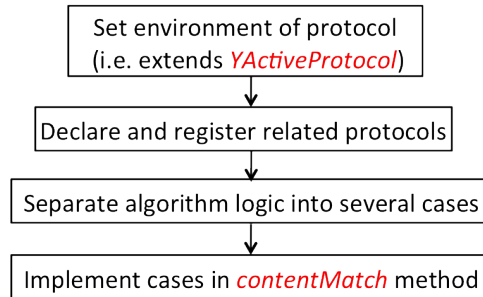 Set environment of protocol
(i.e. extends YActiveProtocol)
Declare and register related protocols
Separate algorithm logic into several cases
Implement cases in contentMatch method